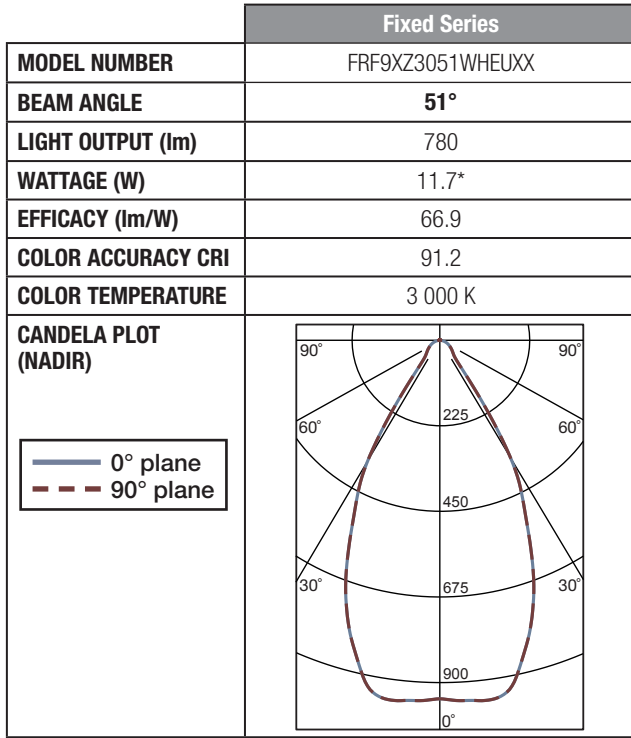 Fixed Series
MODEL NUMBER FRF9XZ3051WHEUXX
BEAM ANGLE 51°
LIGHT OUTPUT (lm) 780
WATTAGE (W) 11.7*
EFFICACY (lm/W) 66.9
COLOR ACCURACY CRI 91.2
COLOR TEMPERATURE 3 000 K
CANDELA PLOT
(NADIR)
0° plane
90° plane
90° 90°
225
60° 60°
450
30° 675 30°
900
0°